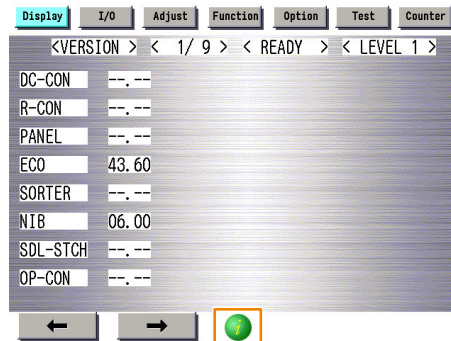 Display I/O Adjust Function Option Test Counter
<VERSION > < 1/ 9 > < READY > < LEVEL 1 >
DC-CON --.--
R-CON --.--
PANEL --.--
ECO 43.60
SORTER --.--
NIB 06.00
SDL-STCH --.--
OP-CON --.--
i